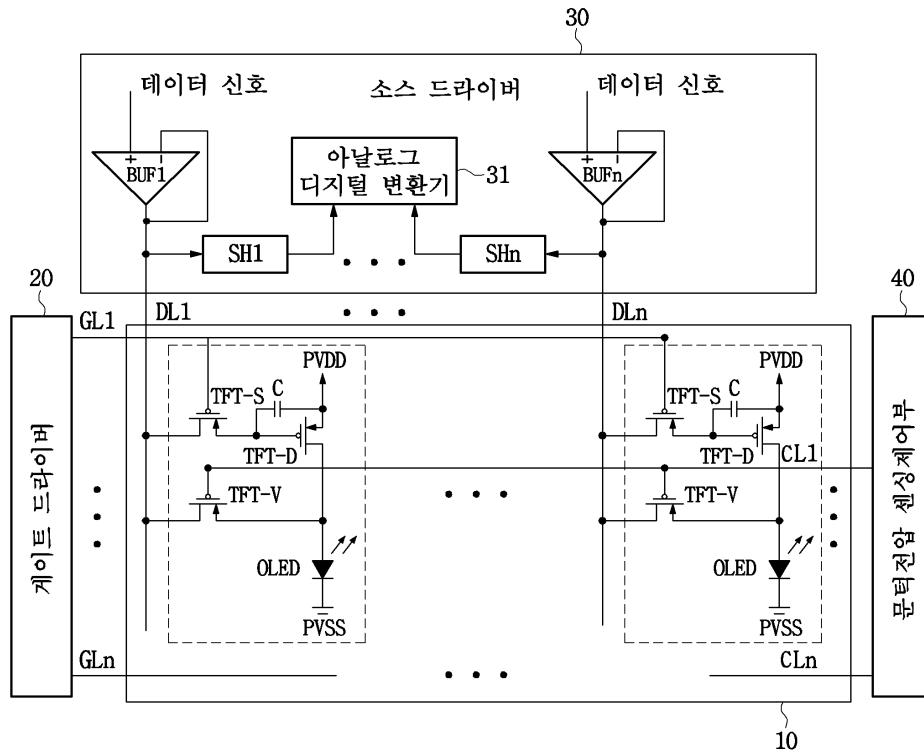 30
데이터 신호
소스 드라이버
데이터 신호
+
−
BUF1
아날로그
디지털 변환기
31
+
−
BUFn
SH1
SHn
20
DL1
DLn
40
GL1
PVDD
PVDD
TFT-S
C
TFT-S
C
TFT-D
TFT-D
CL1
TFT-V
TFT-V
게이트 드라이버
문턱전압 센싱제어부
OLED
OLED
PVSS
PVSS
GLn
CLn
10